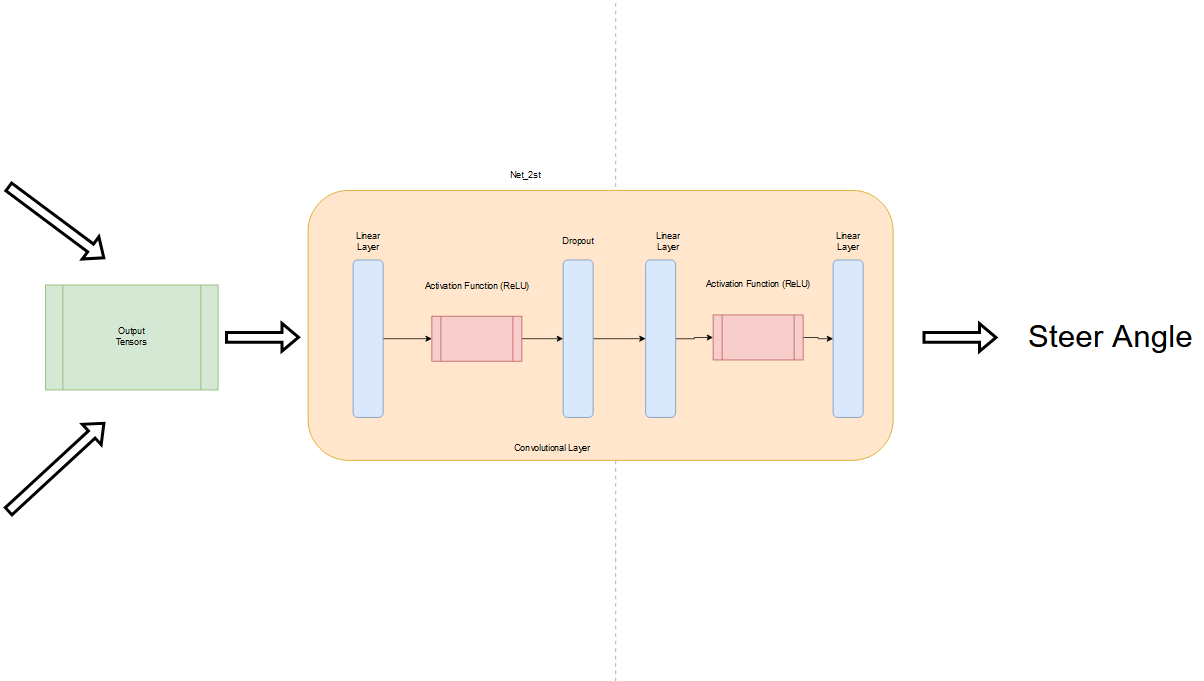 Net_2st
Linear
Layer
Dropout
Linear
Layer
Linear
Layer
Activation Function (ReLU)
Activation Function (ReLU)
Output
Tensors
Steer Angle
Convolutional Layer